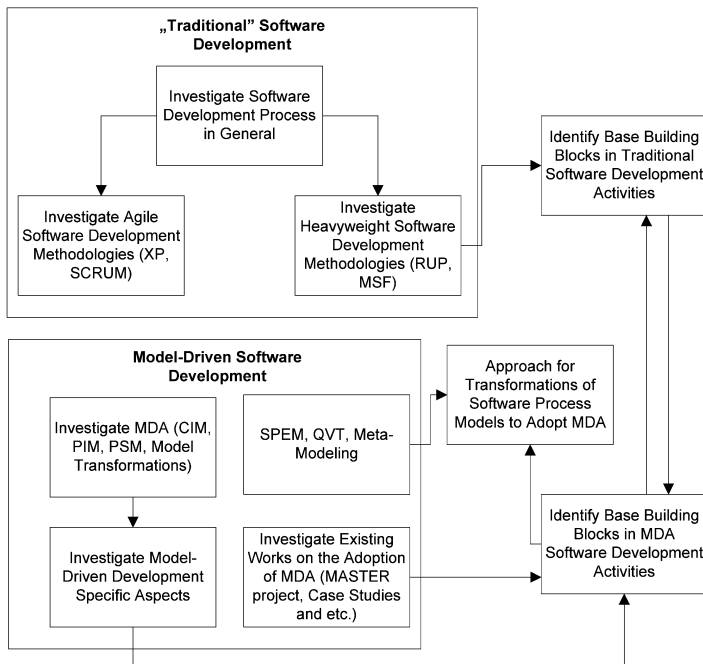 „Traditional” Software
Development
Investigate Software
Development Process
in General
Investigate Agile
Software Development
Methodologies (XP,
SCRUM)
Investigate
Heavyweight Software
Development
Methodologies (RUP,
MSF)
Identify Base Building
Blocks in Traditional
Software Development
Activities
Model-Driven Software
Development
Investigate MDA (CIM,
PIM, PSM, Model
Transformations)
SPEM, QVT, Meta-
Modeling
Approach for
Transformations of
Software Process
Models to Adopt MDA
Investigate Model-
Driven Development
Specific Aspects
Investigate Existing
Works on the Adoption
of MDA (MASTER
project, Case Studies
and etc.)
Identify Base Building
Blocks in MDA
Software Development
Activities